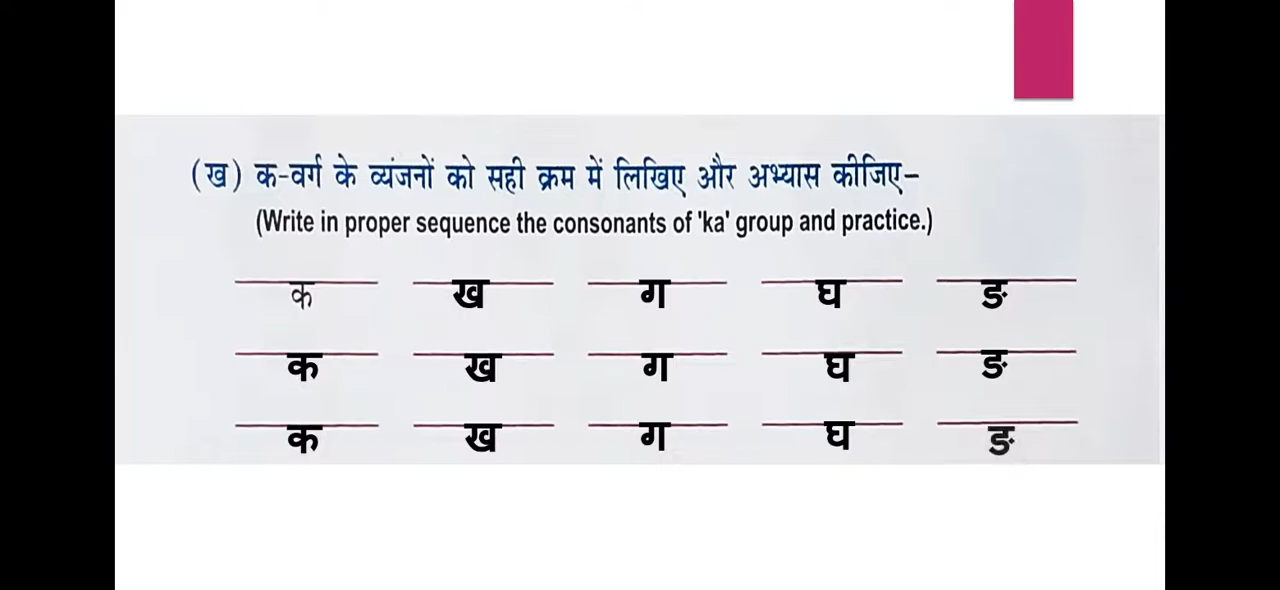 (ख) क-वर्ग के व्यंजनों को सही क्रम में लिखिए और अभ्यास कीजिए–
(Write in proper sequence the consonants of 'ka' group and practice.)
क ख ग घ ङ
क ख ग घ ङ
क ख ग घ ङ